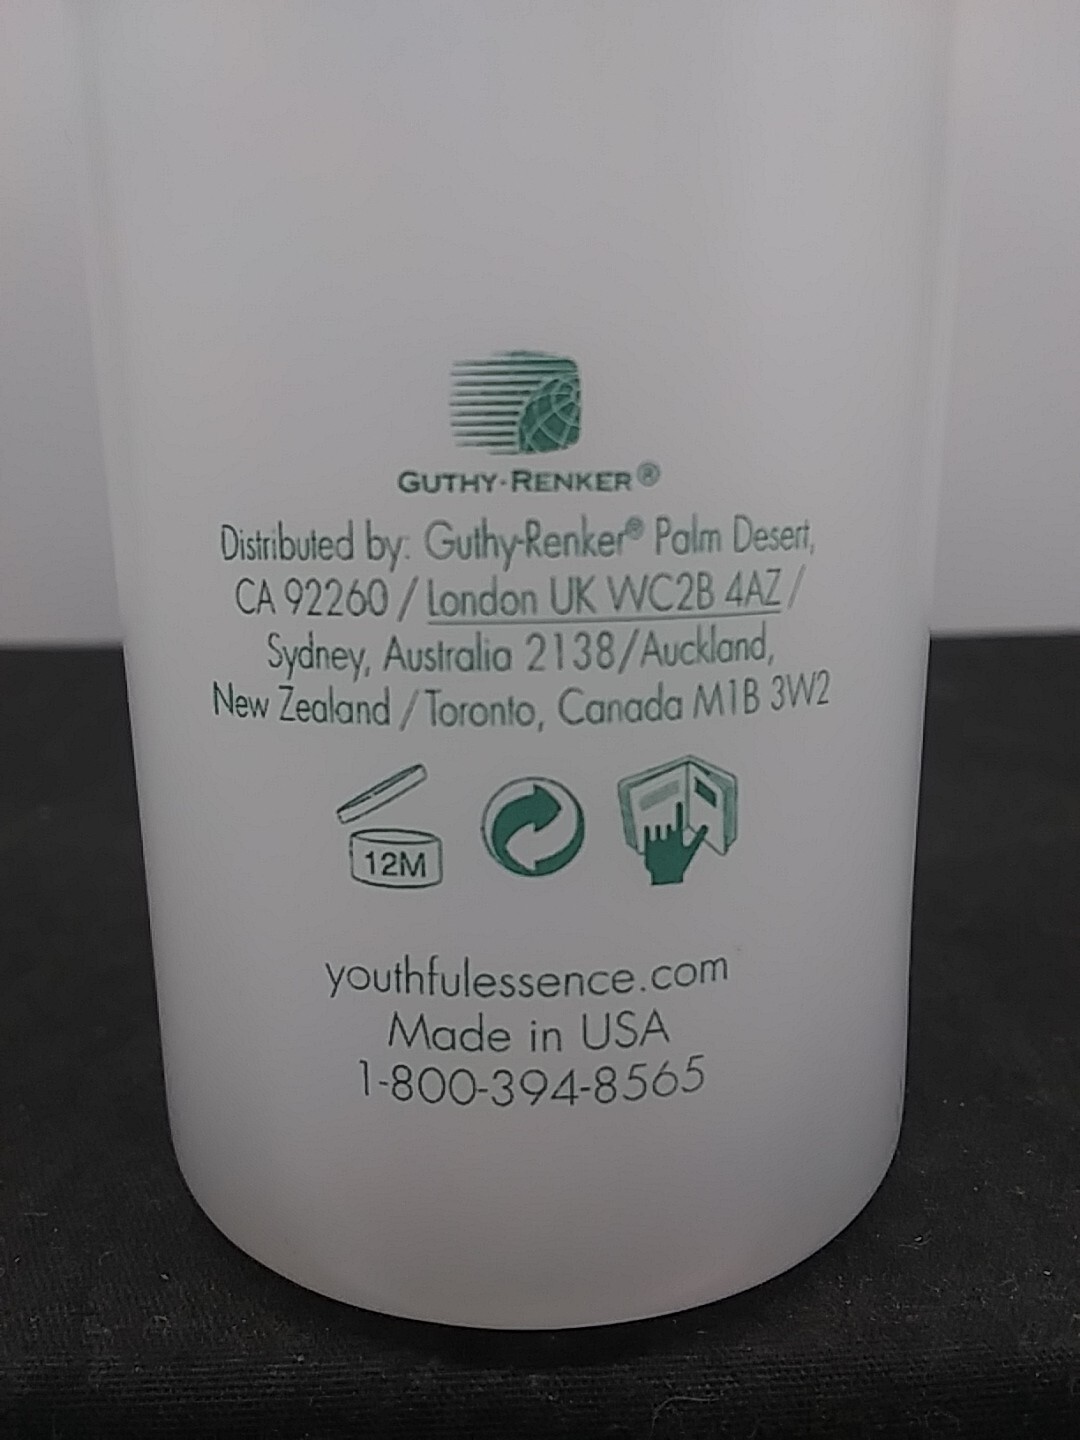 GUTHY-RENKER®
Distributed by: Guthy-Renker® Palm Desert,
CA 92260 / London UK WC2B 4AZ /
Sydney, Australia 2138/Auckland,
New Zealand / Toronto, Canada M1B 3W2
12M
youthfulessence.com
Made in USA
1-800-394-8565